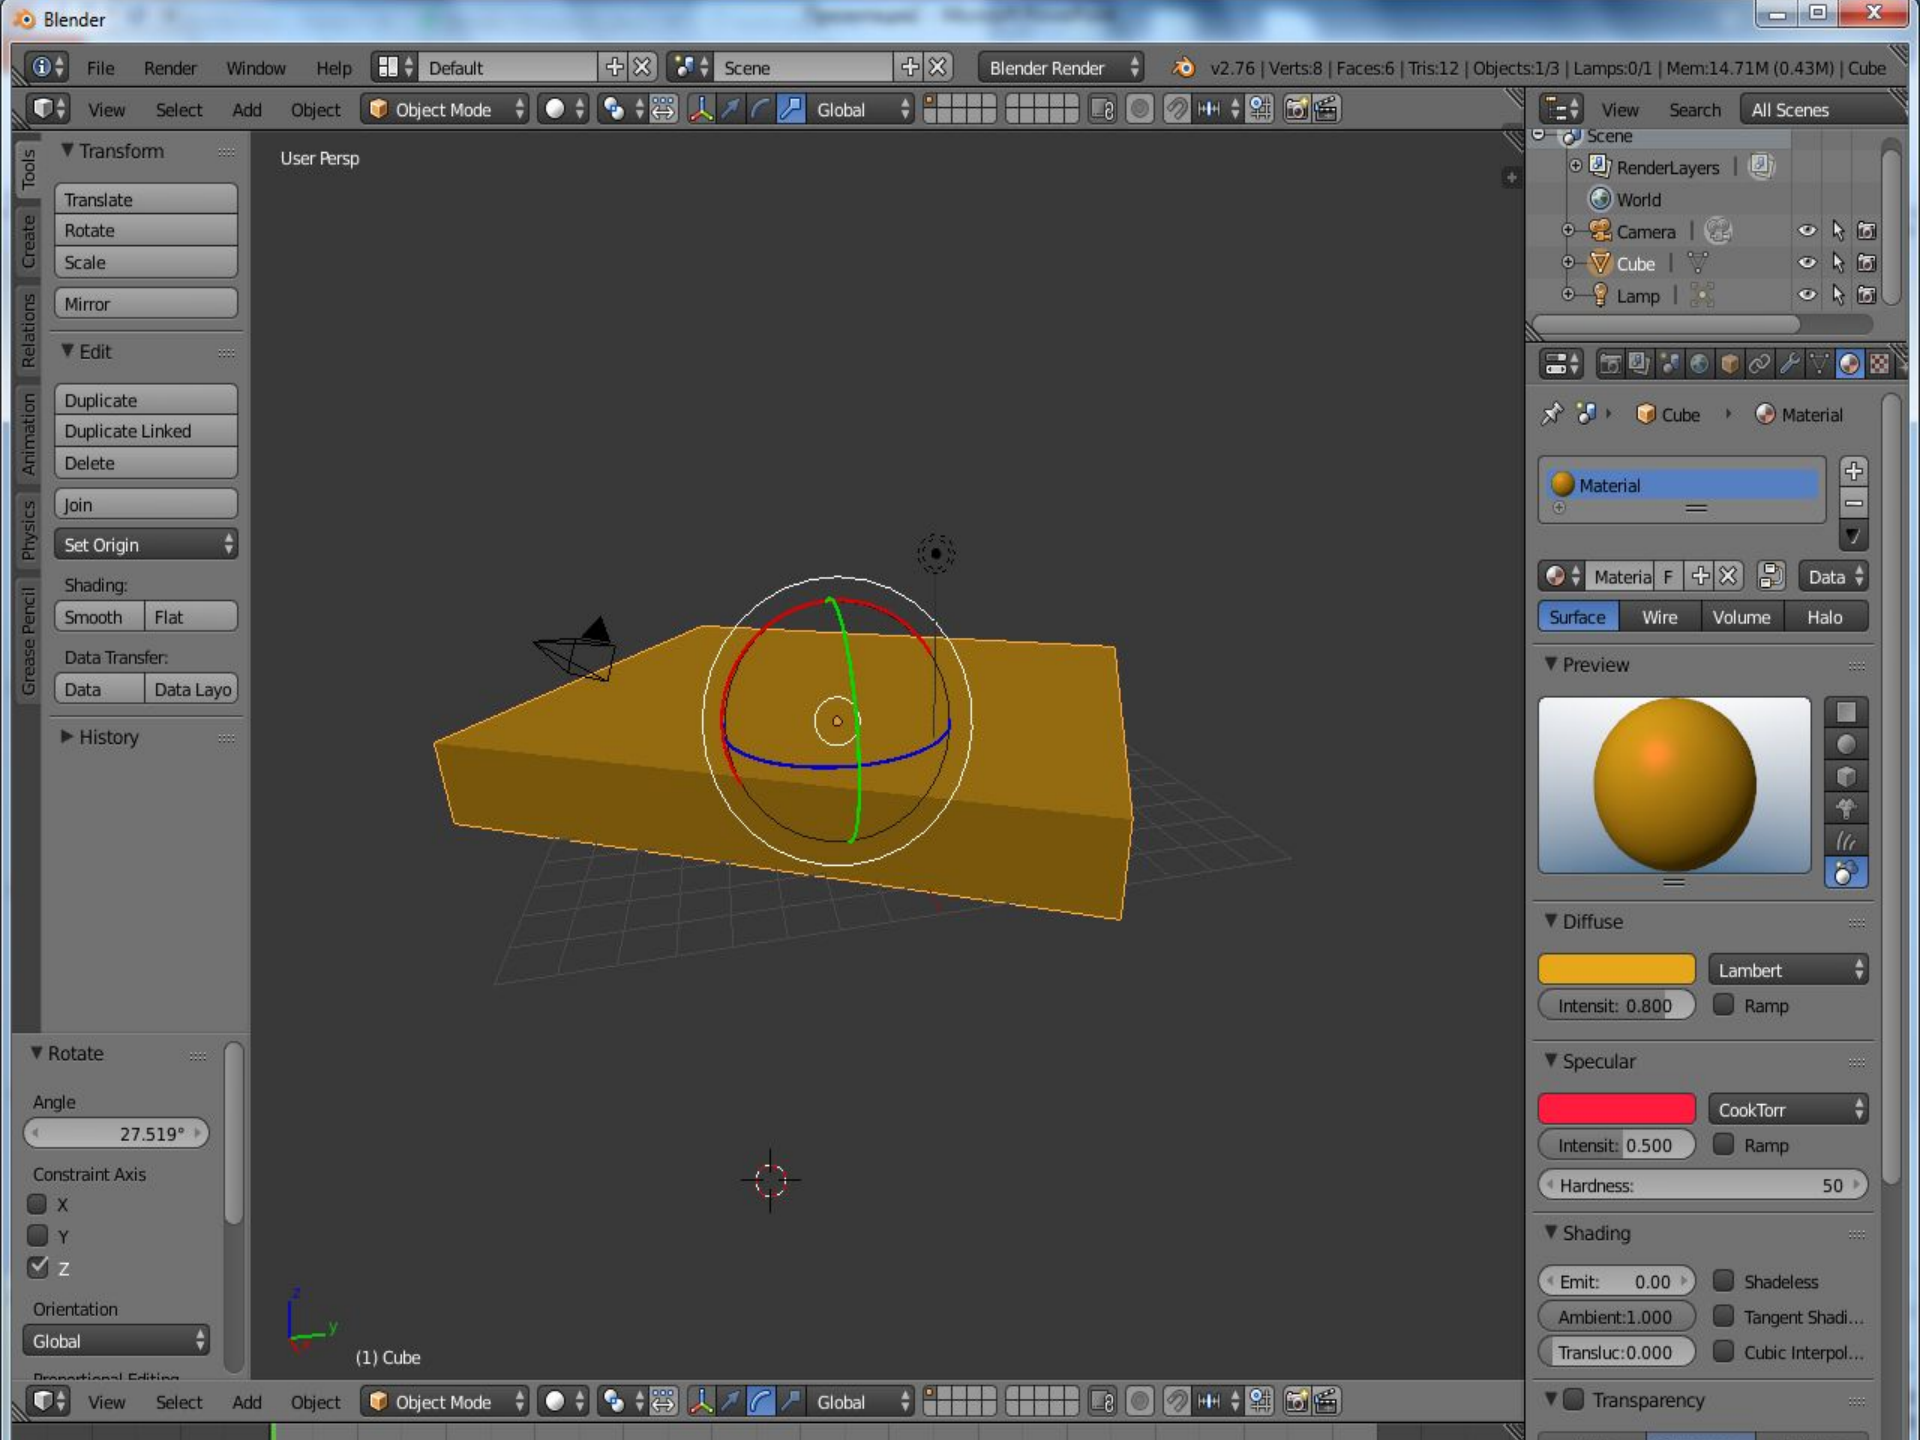 Blender
File Render Window Help Default Scene Blender Render v2.76 | Verts:8 | Faces:6 | Tris:12 | Objects:1/3 | Lamps:0/1 | Mem:14.71M (0.43M) | Cube
View Select Add Object Object Mode Global
View Search All Scenes
Tools
Create
Relations
Animation
Physics
Grease Pencil
Transform
Translate
Rotate
Scale
Mirror
Edit
Duplicate
Duplicate Linked
Delete
Join
Set Origin
Shading:
Smooth Flat
Data Transfer:
Data Data Layo
History
Rotate
Angle
27.519°
Constraint Axis
X
Y
Z
Orientation
Global
Proportional Editing
User Persp
z
y
(1) Cube
View Select Add Object Object Mode Global
Scene
RenderLayers
World
Camera
Cube
Lamp
Cube Material
Material
Materia F Data
Surface Wire Volume Halo
Preview
Diffuse
Lambert
Intensit: 0.800 Ramp
Specular
CookTorr
Intensit: 0.500 Ramp
Hardness: 50
Shading
Emit: 0.00 Shadeless
Ambient:1.000 Tangent Shadi...
Transluc:0.000 Cubic Interpol...
Transparency